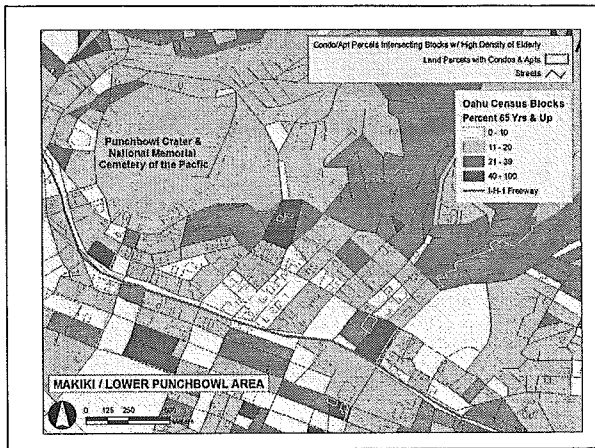 Condo/Apt Parcels Intersecting Blocks w/ High Density of Elderly
Land Parcels with Condos & Apts
Streets
Oahu Census Blocks
Percent 65 Yrs & Up
0 - 10
11 - 20
21 - 39
40 - 100
I-H-1 Freeway
Punchbowl Crater &
National Memorial
Cemetery of the Pacfic
MAKIKI / LOWER PUNCHBOWL AREA
0 125 250